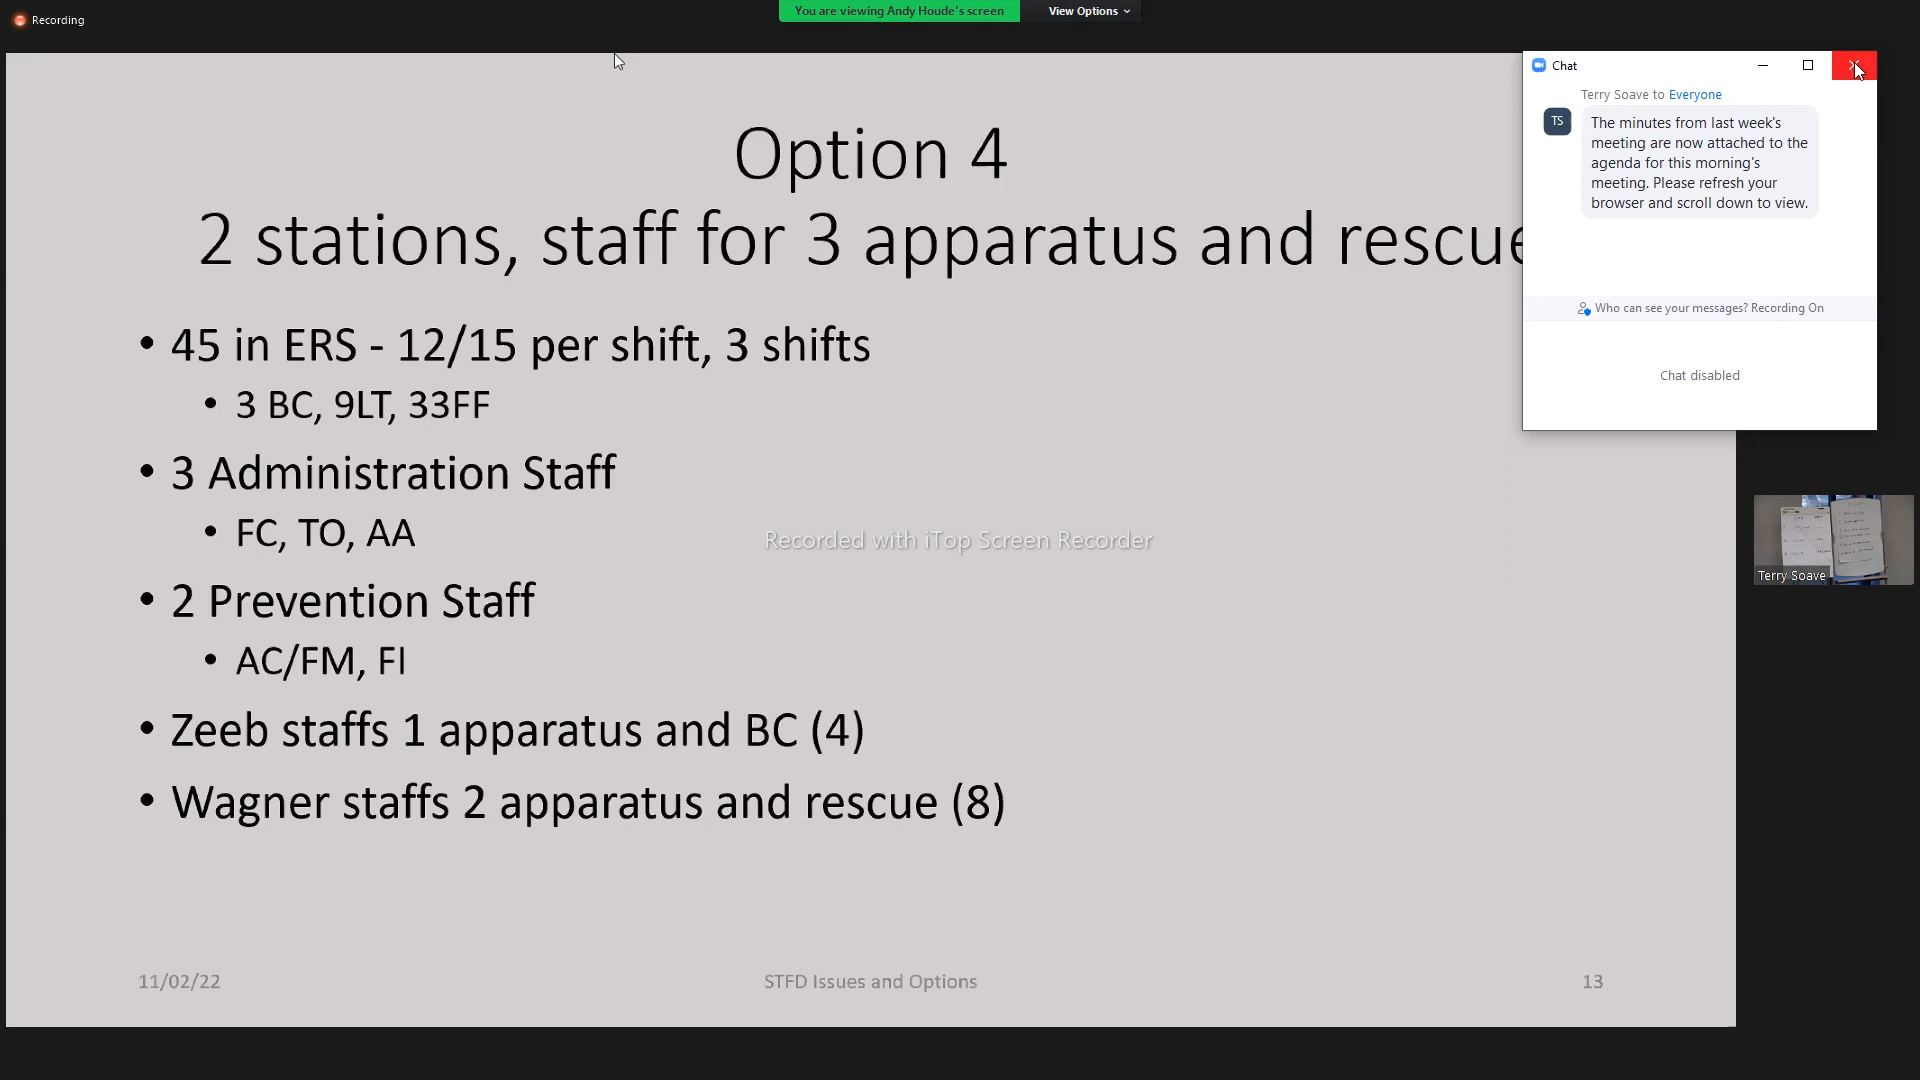 Recording
You are viewing Andy Houde's screen
View Options
Option 4
2 stations, staff for 3 apparatus and rescue
• 45 in ERS - 12/15 per shift, 3 shifts
• 3 BC, 9LT, 33FF
• 3 Administration Staff
• FC, TO, AA
• 2 Prevention Staff
• AC/FM, FI
• Zeeb staffs 1 apparatus and BC (4)
• Wagner staffs 2 apparatus and rescue (8)
11/02/22
STFD Issues and Options
13
Recorded with iTop Screen Recorder
Chat
Terry Soave to Everyone
TS
The minutes from last week's
meeting are now attached to the
agenda for this morning's
meeting. Please refresh your
browser and scroll down to view.
Who can see your messages? Recording On
Chat disabled
Terry Soave